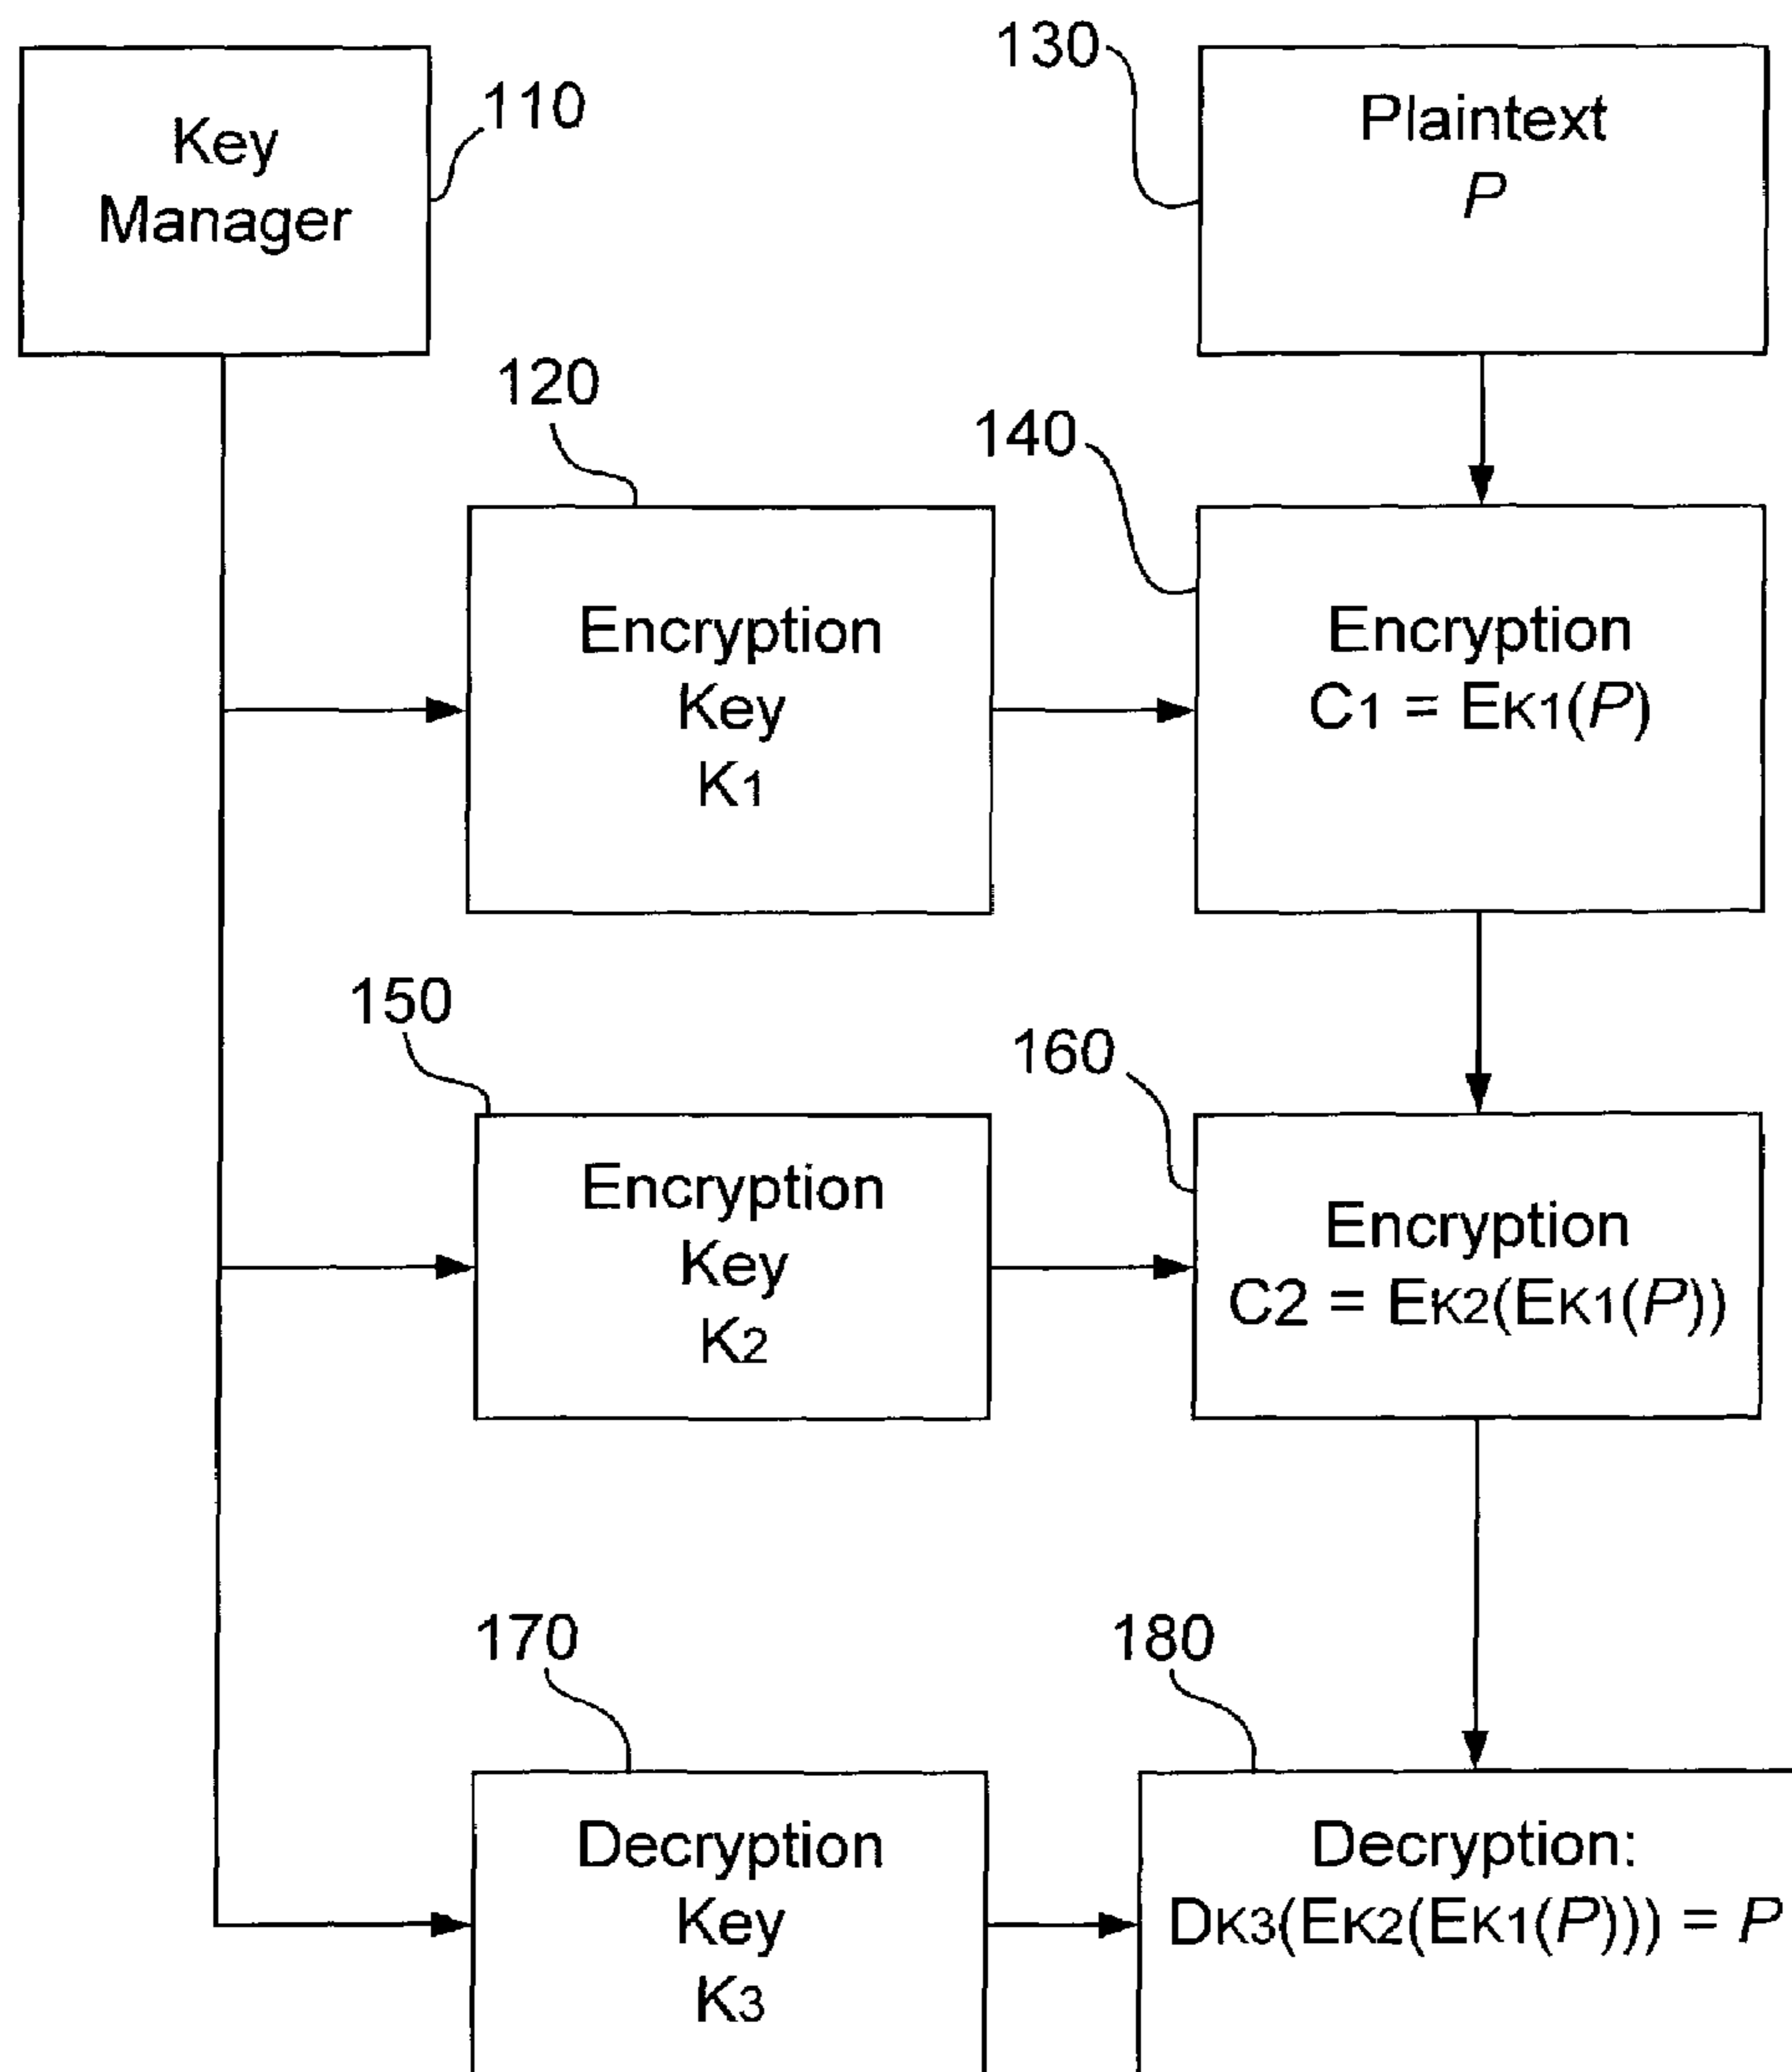 130
Key
Manager
110
Plaintext
P
120
140
Encryption
Key
K1
Encryption
C1 = EK1(P)
150
160
Encryption
Key
K2
Encryption
C2 = EK2(EK1(P))
170
180
Decryption
Key
K3
Decryption:
DK3(EK2(EK1(P))) = P